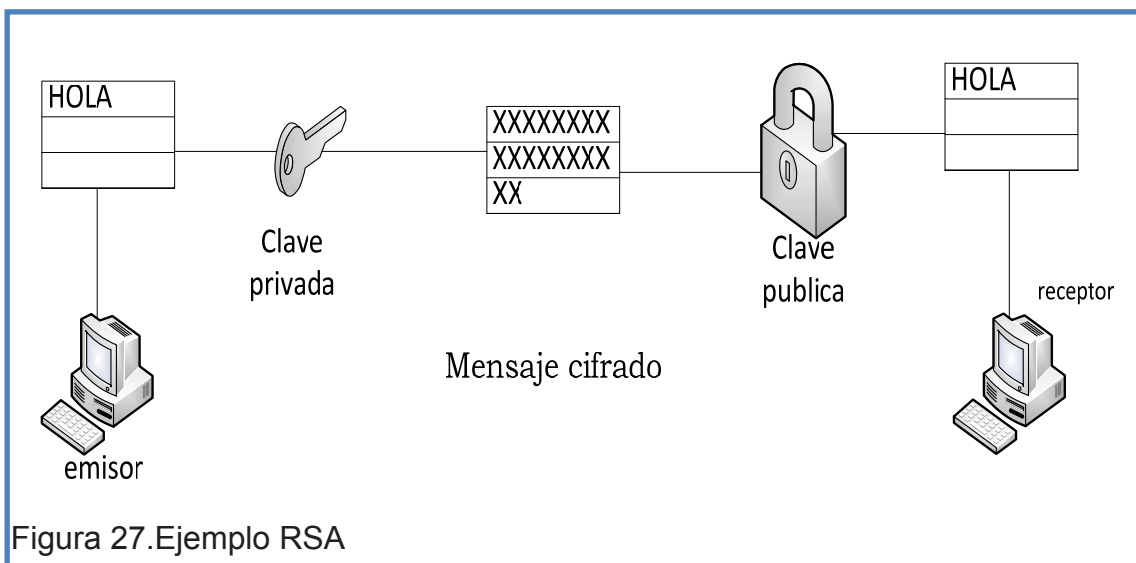 HOLA
Clave
privada
XXXXXXXX
XXXXXXXX
XX
Clave
publica
HOLA
receptor
Mensaje cifrado
emisor
Figura 27.Ejemplo RSA